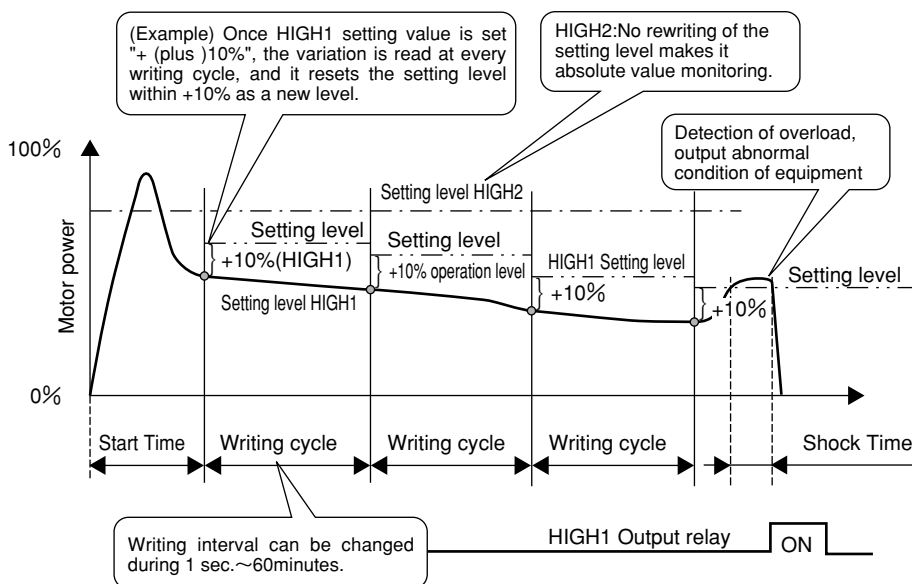 (Example) Once HIGH1 setting value is set
"+ (plus )10%", the variation is read at every
writing cycle, and it resets the setting level
within +10% as a new level.
HIGH2:No rewriting of the
setting level makes it
absolute value monitoring.
Detection of overload,
output abnormal
condition of equipment
100%
Motor power
0%
Setting level HIGH2
Setting level
+10%(HIGH1)
Setting level HIGH1
Setting level
+10% operation level
HIGH1 Setting level
+10%
Setting level
+10%
Start Time
Writing cycle
Writing cycle
Writing cycle
Shock Time
Writing interval can be changed
during 1 sec.~60minutes.
HIGH1 Output relay
ON